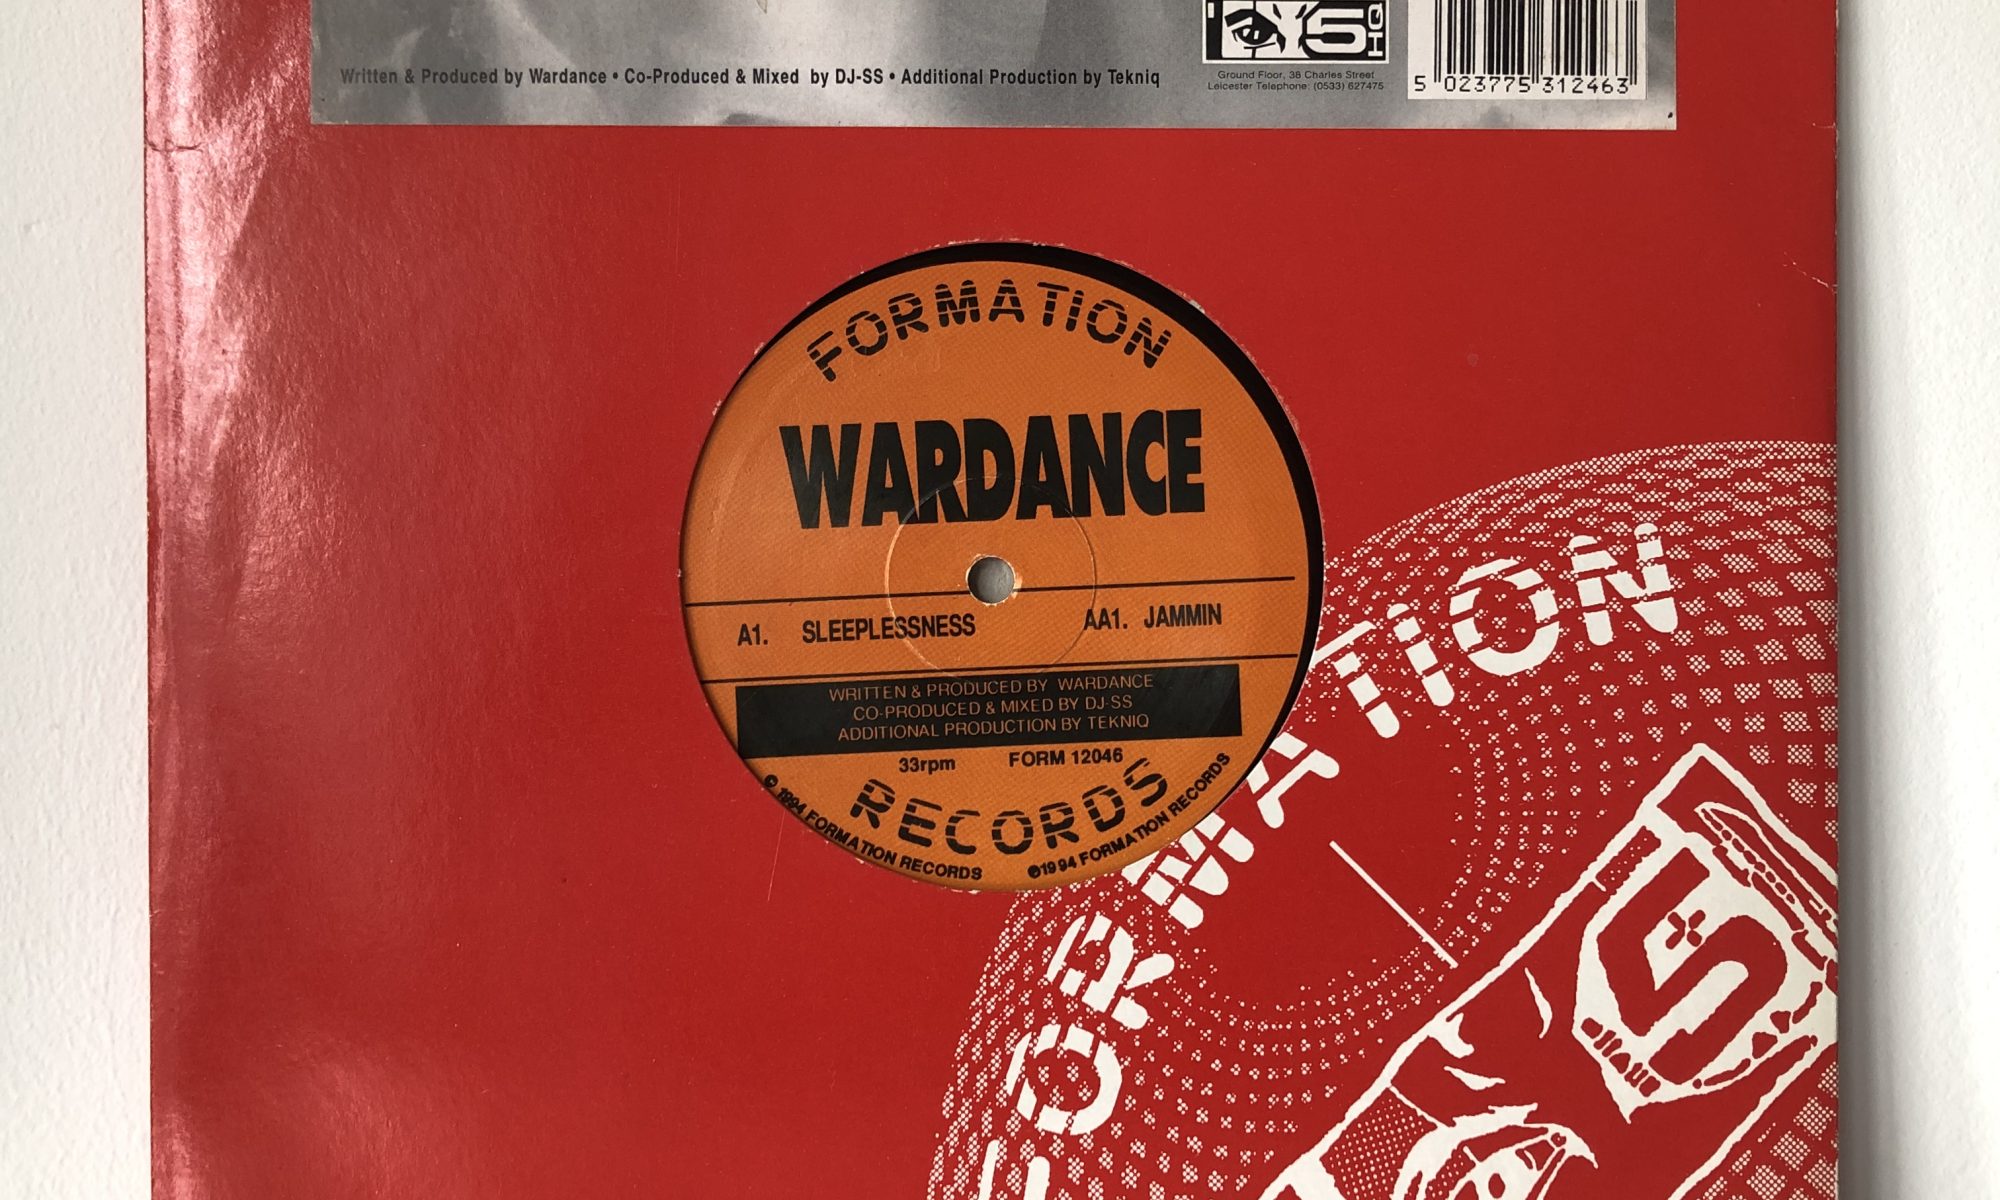 Written & Produced by Wardance • Co-Produced & Mixed by DJ-SS • Additional Production by Tekniq
5 HQ
Ground Floor, 38 Charles Street
Leicester Telephone: (0533) 627475
5 023775 312463
FORMATION
WARDANCE
A1. SLEEPLESSNESS AA1. JAMMIN
WRITTEN & PRODUCED BY WARDANCE
CO-PRODUCED & MIXED BY DJ-SS
ADDITIONAL PRODUCTION BY TEKNIQ
33rpm FORM 12046
RECORDS
© 1994 FORMATION RECORDS
℗1994 FORMATION RECORDS
FORMATION
5